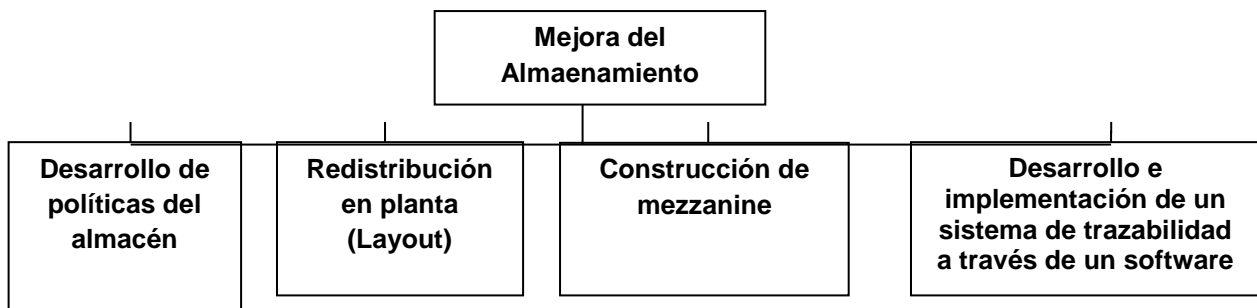 Mejora del
Almaenamiento
Desarrollo de
políticas del
almacén
Redistribución
en planta
(Layout)
Construcción de
mezzanine
Desarrollo e
implementación de un
sistema de trazabilidad
a través de un software